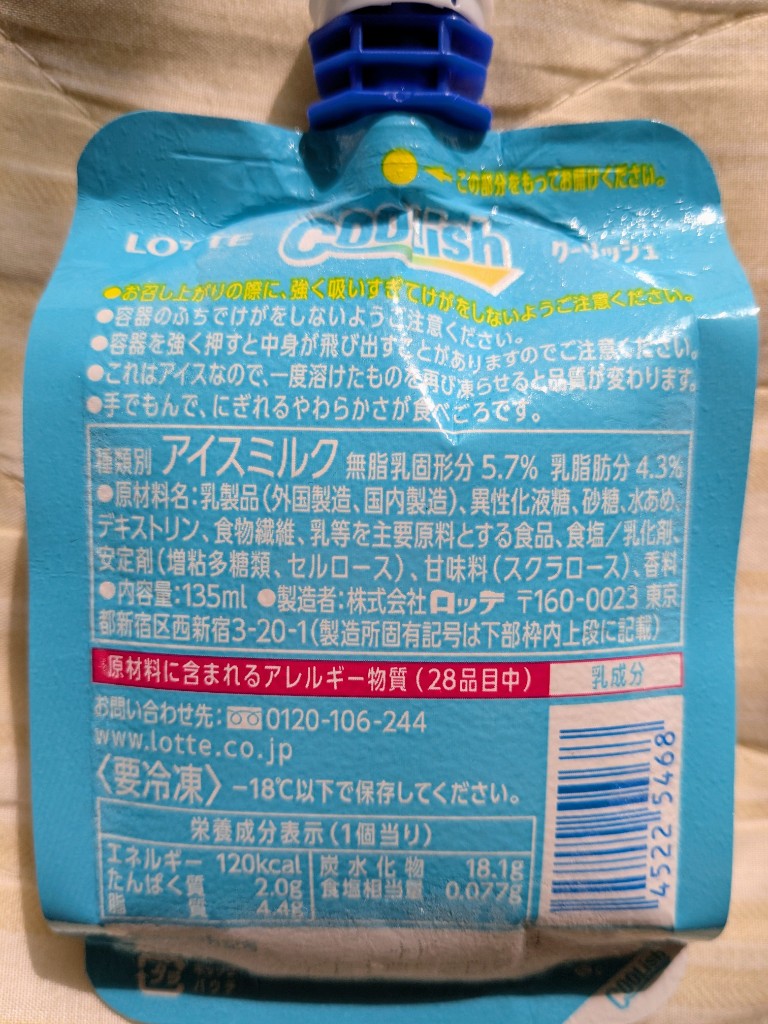 この部分をもってお開けください。
LOTTE Coolish クーリッシュ
●お召し上がりの際に、強く吸いすぎてけがをしないようご注意ください。
●容器のふちでけがをしないようご注意ください。
●容器を強く押すと中身が飛び出すことがありますのでご注意ください。
●これはアイスなので、一度溶けたものを再び凍らせると品質が変わります。
●手でもんで、にぎれるやわらかさが食べごろです。
種類別 アイスミルク 無脂乳固形分 5.7% 乳脂肪分 4.3%
●原材料名:乳製品(外国製造、国内製造)、異性化液糖、砂糖、水あめ、
デキストリン、食物繊維、乳等を主要原料とする食品、食塩/乳化剤、
安定剤(増粘多糖類、セルロース)、甘味料(スクラロース)、香料
●内容量:135ml ●製造者:株式会社ロッテ 〒160-0023 東京
都新宿区西新宿3-20-1(製造所固有記号は下部枠内上段に記載)
原材料に含まれるアレルギー物質(28品目中) 乳成分
お問い合わせ先:0120-106-244
www.lotte.co.jp
〈要冷凍〉-18℃以下で保存してください。
栄養成分表示(1個当り)
エネルギー 120kcal 炭水化物 18.1g
たんぱく質 2.0g 食塩相当量 0.077g
脂質 4.4g
4522 5468
COOLISH